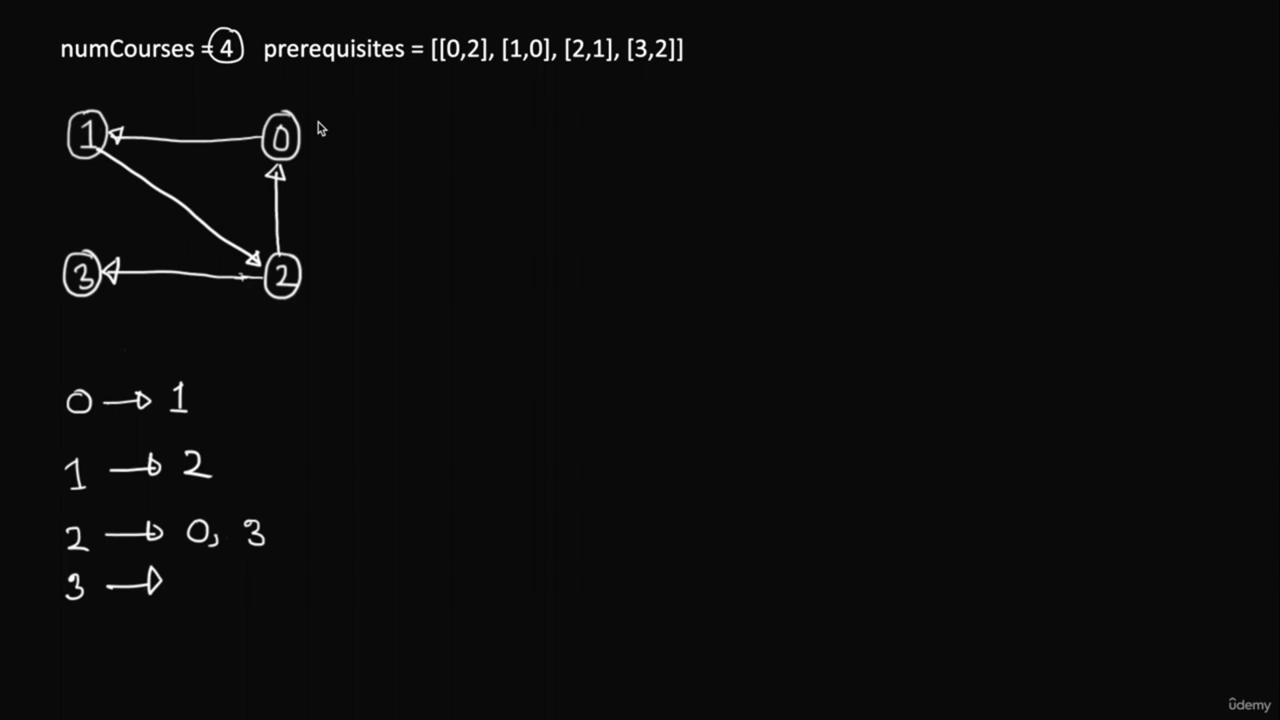 numCourses = 4 prerequisites = [[0,2], [1,0], [2,1], [3,2]]
1 0
3 2
0 → 1
1 → 2
2 → 0, 3
3 →
ûdemy